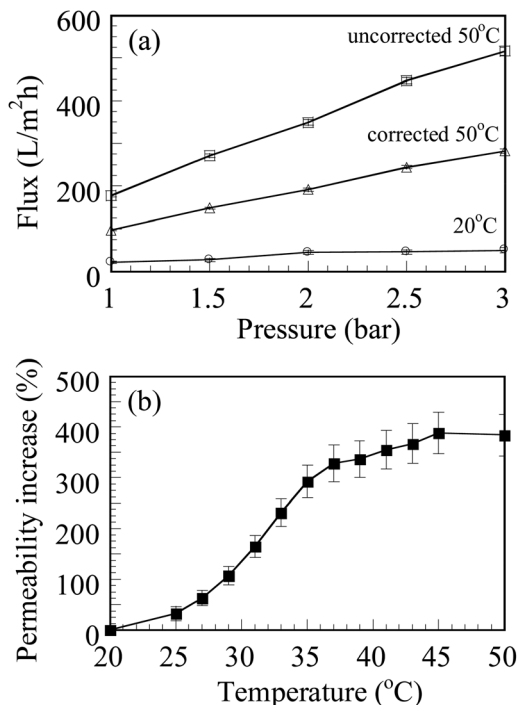 600
(a)
uncorrected 50°C
400
corrected 50°C
200
20°C
0
1
1.5
2
2.5
3
Flux (L/m²h)
Pressure (bar)
500
(b)
400
300
200
100
0
20
25
30
35
40
45
50
Permeability increase (%)
Temperature (°C)